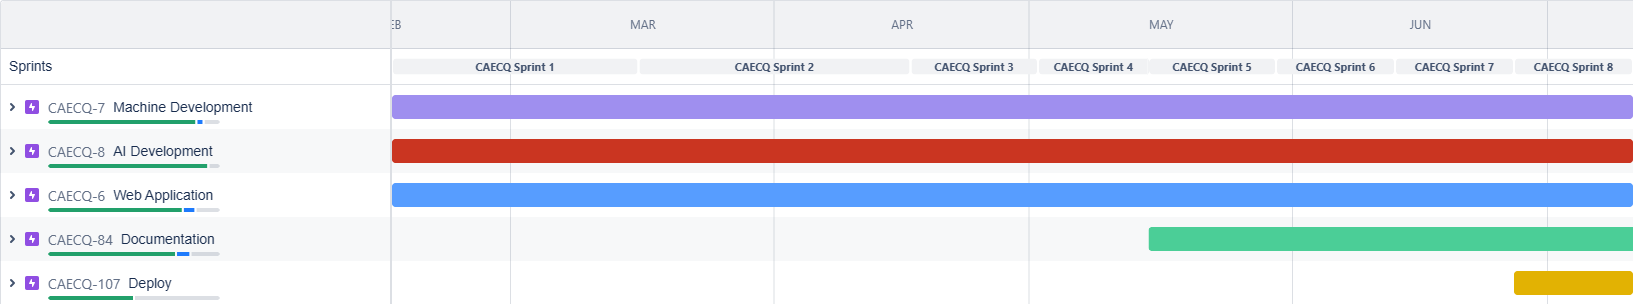 EB MAR APR MAY JUN
Sprints CAECQ Sprint 1 CAECQ Sprint 2 CAECQ Sprint 3 CAECQ Sprint 4 CAECQ Sprint 5 CAECQ Sprint 6 CAECQ Sprint 7 CAECQ Sprint 8
CAECQ-7 Machine Development
CAECQ-8 AI Development
CAECQ-6 Web Application
CAECQ-84 Documentation
CAECQ-107 Deploy